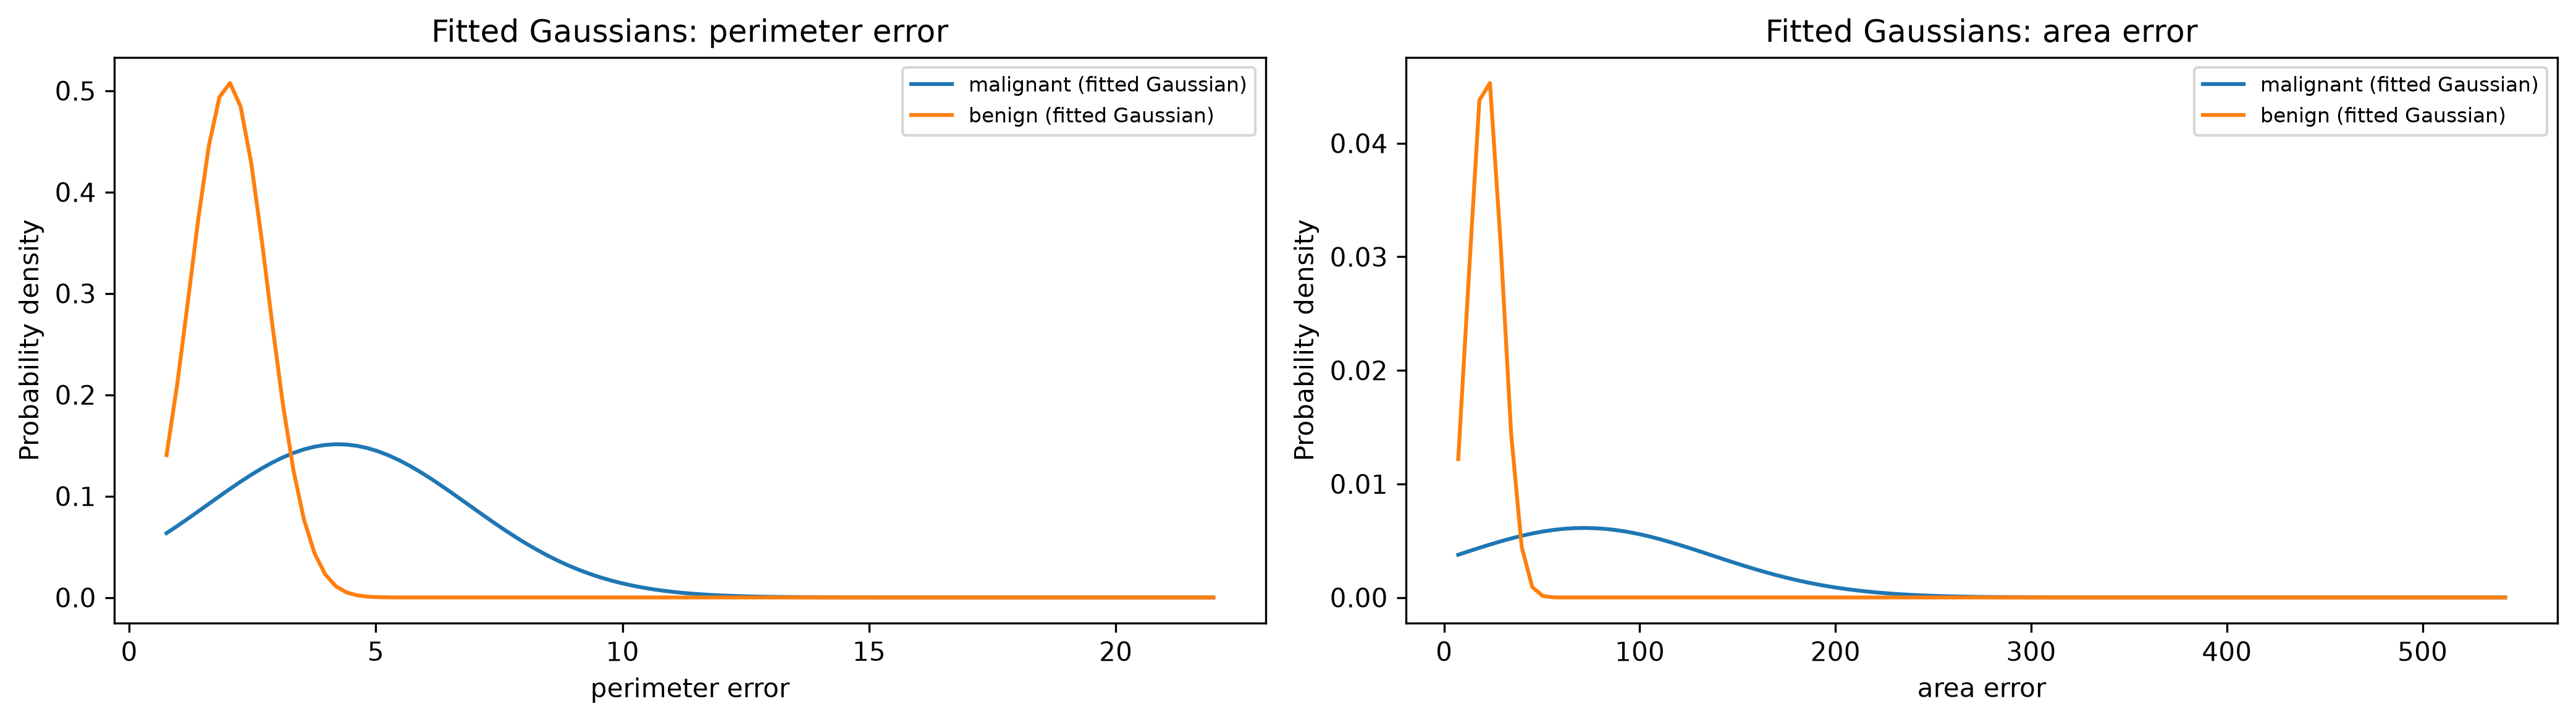 Fitted Gaussians: perimeter error
malignant (fitted Gaussian)
benign (fitted Gaussian)
Probability density
0.5
0.4
0.3
0.2
0.1
0.0
0 5 10 15 20
perimeter error
Fitted Gaussians: area error
malignant (fitted Gaussian)
benign (fitted Gaussian)
Probability density
0.04
0.03
0.02
0.01
0.00
0 100 200 300 400 500
area error